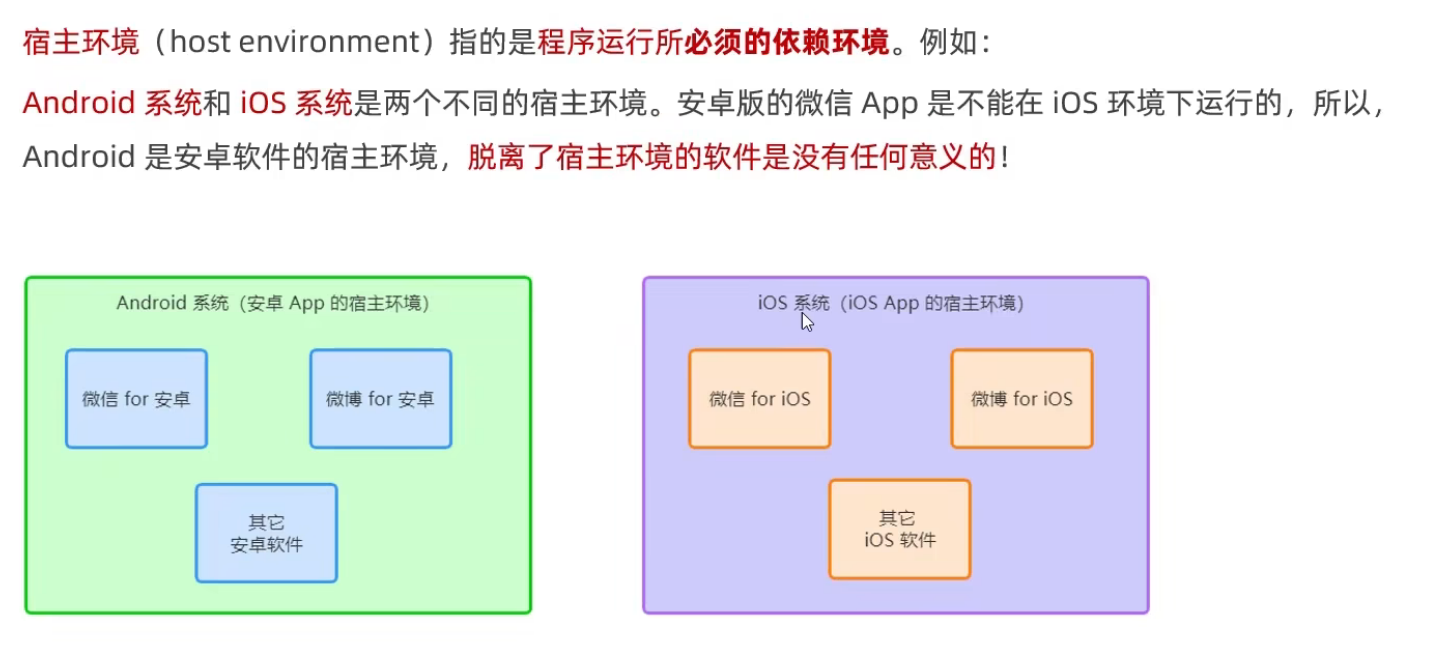 宿主环境（host environment）指的是程序运行所必须的依赖环境。例如：
Android 系统和 iOS 系统是两个不同的宿主环境。安卓版的微信 App 是不能在 iOS 环境下运行的，所以，
Android 是安卓软件的宿主环境，脱离了宿主环境的软件是没有任何意义的！
Android 系统（安卓 App 的宿主环境）
微信 for 安卓
微博 for 安卓
其它
安卓软件
iOS 系统（iOS App 的宿主环境）
微信 for iOS
微博 for iOS
其它
iOS 软件